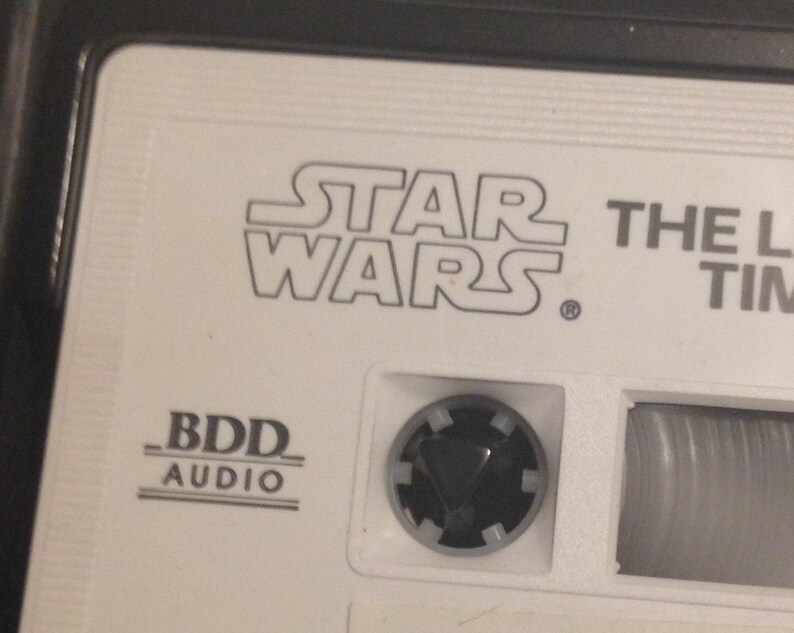 STAR
WARS®
THE L
TIM
BDD
AUDIO